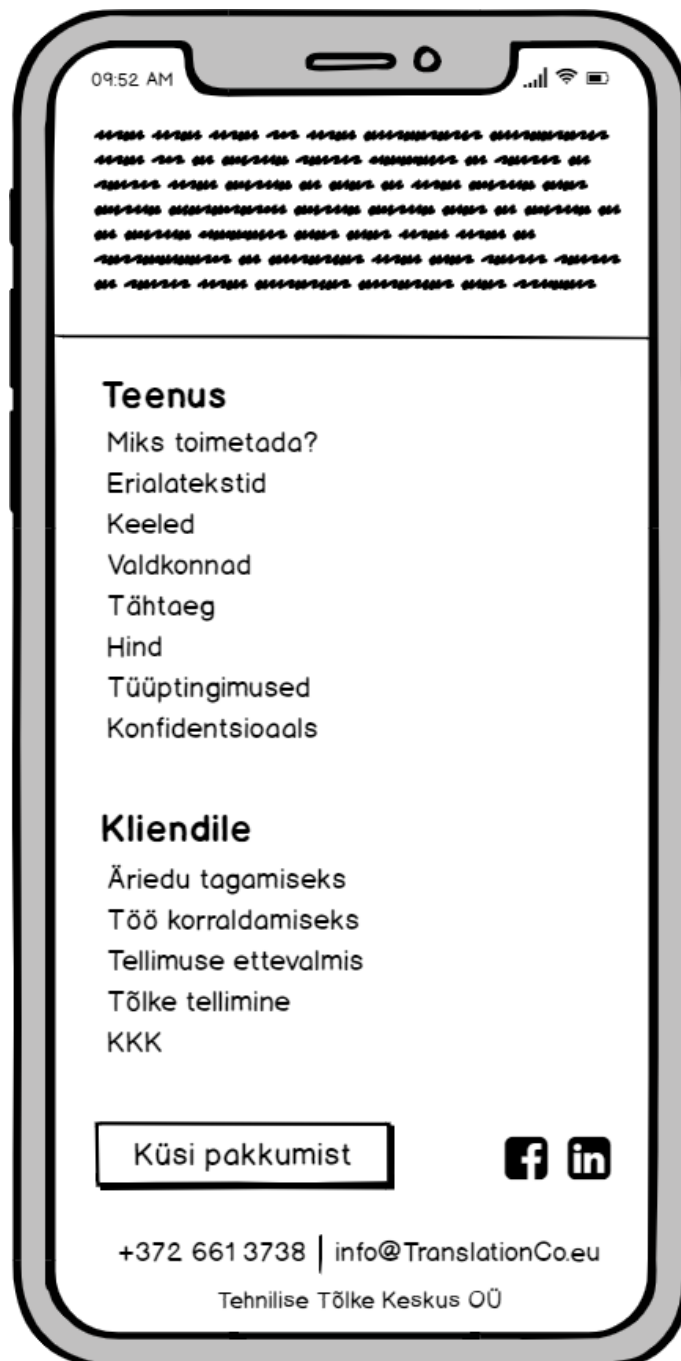 09:52 AM
Teenus
Miks toimetada?
Erialatekstid
Keeled
Valdkonnad
Tähtaeg
Hind
Tüüptingimused
Konfidentsioaals
Kliendile
Äriedu tagamiseks
Töö korraldamiseks
Tellimuse ettevalmis
Tõlke tellimine
KKK
Küsi pakkumist
f in
+372 661 3738 | info@TranslationCo.eu
Tehnilise Tõlke Keskus OÜ